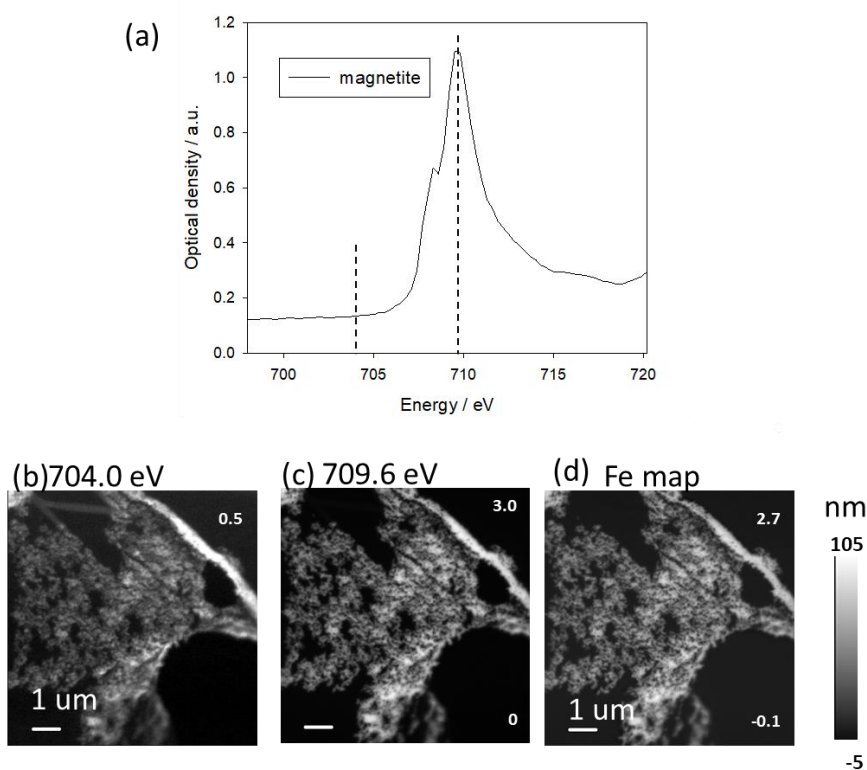 (a)
1.2
1.0
0.8
0.6
0.4
0.2
0.0
Optical density / a.u.
magnetite
700 705 710 715 720
Energy / eV
(b)704.0 eV
(c) 709.6 eV
(d) Fe map
0.5
3.0
2.7
nm
105
1 um
0
1 um
-0.1
-5